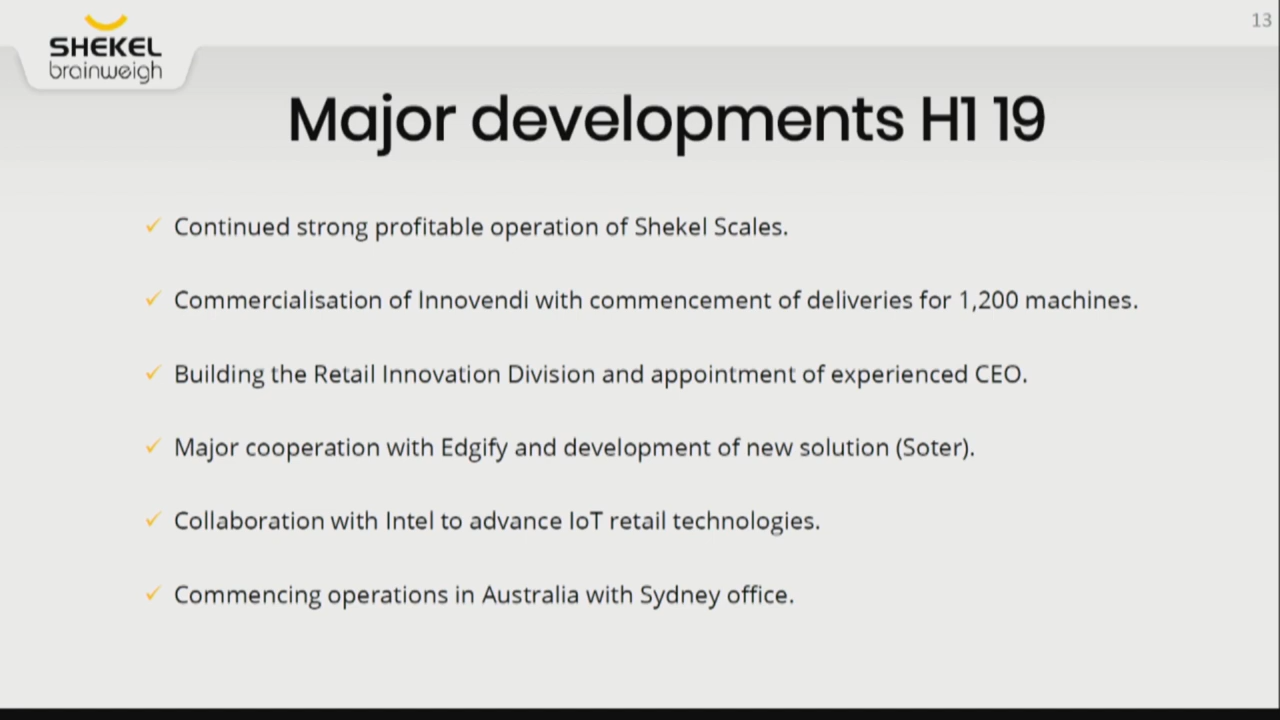 13
SHEKEL
brainweigh
Major developments H1 19
✓ Continued strong profitable operation of Shekel Scales.
✓ Commercialisation of Innovendi with commencement of deliveries for 1,200 machines.
✓ Building the Retail Innovation Division and appointment of experienced CEO.
✓ Major cooperation with Edgify and development of new solution (Soter).
✓ Collaboration with Intel to advance IoT retail technologies.
✓ Commencing operations in Australia with Sydney office.